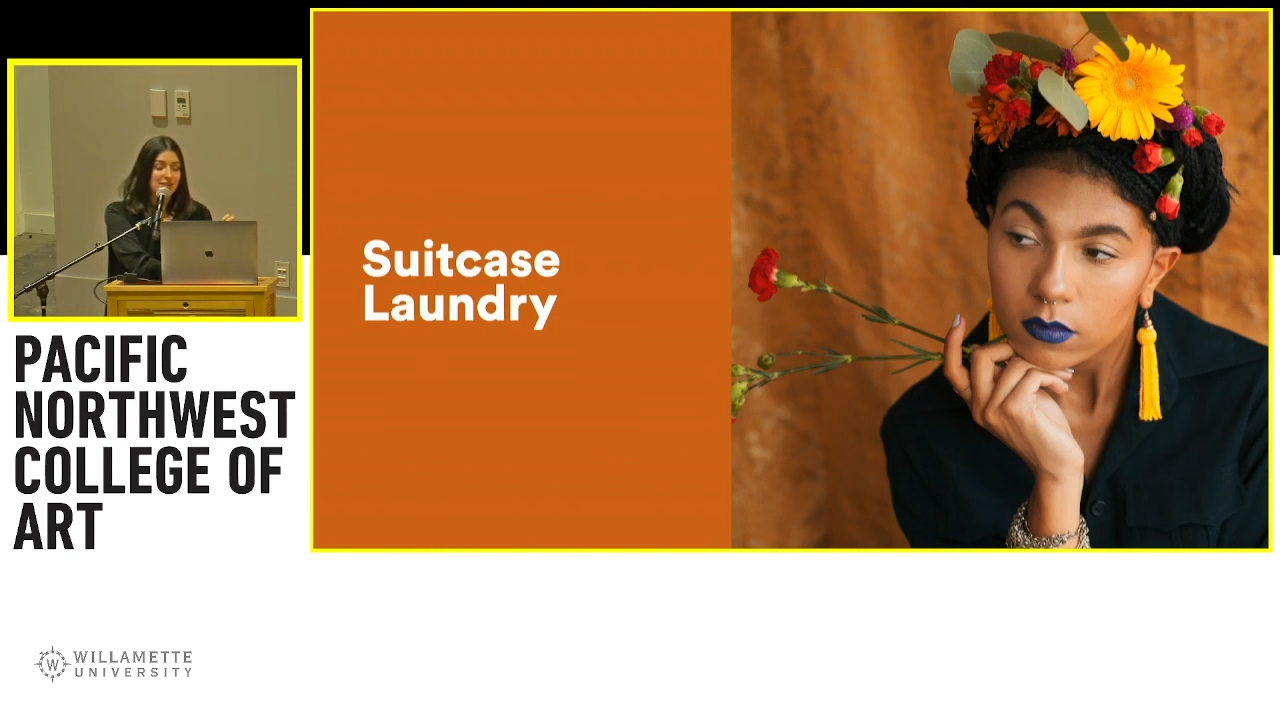 Suitcase
Laundry
PACIFIC
NORTHWEST
COLLEGE OF
ART
W
WILLAMETTE
UNIVERSITY